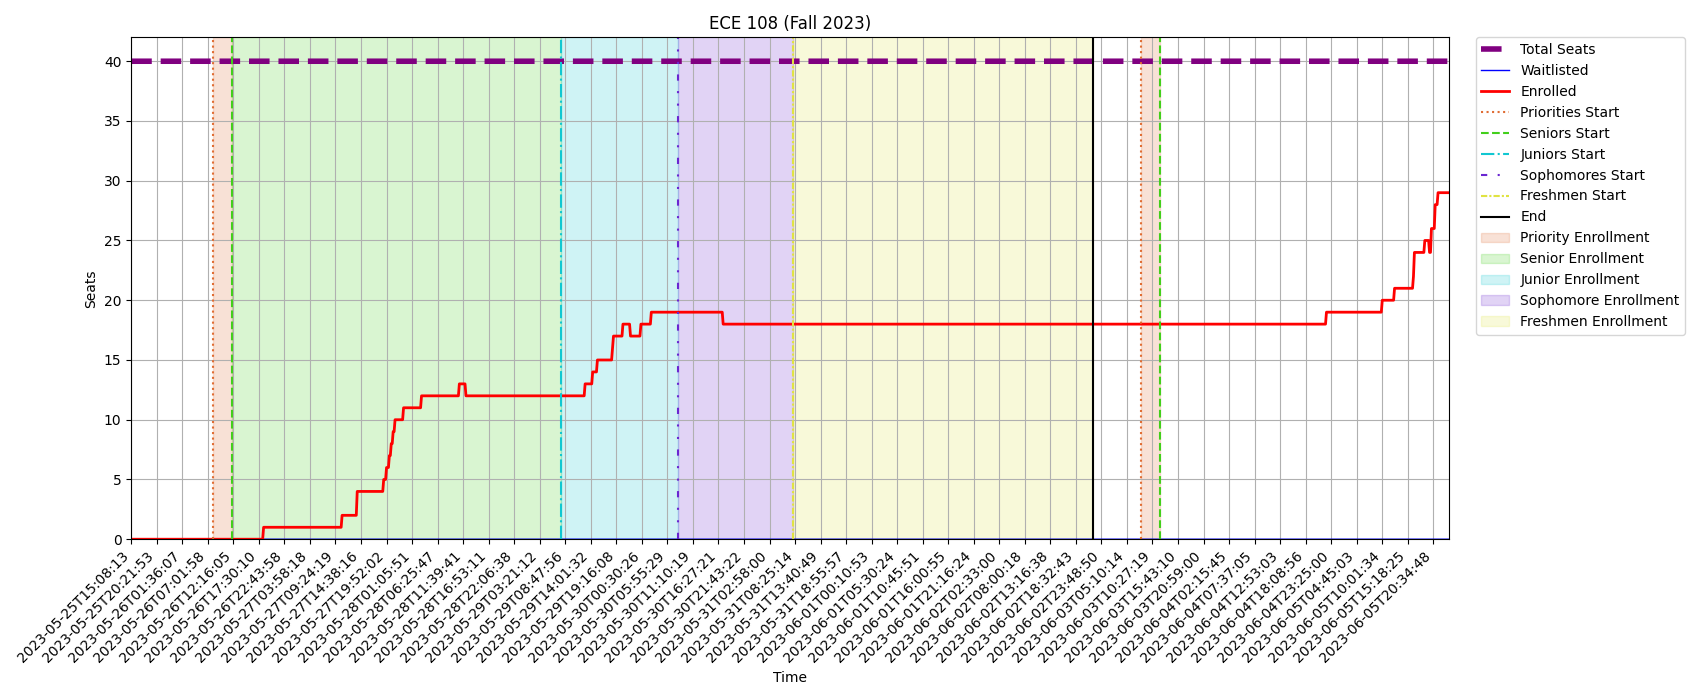 ECE 108 (Fall 2023)
Seats
40
35
30
25
20
15
10
5
0
2023-05-25T15:08:13
2023-05-25T20:21:53
2023-05-26T01:36:07
2023-05-26T07:01:58
2023-05-26T12:16:05
2023-05-26T17:30:10
2023-05-26T22:43:58
2023-05-27T03:58:18
2023-05-27T09:24:19
2023-05-27T14:38:16
2023-05-27T19:52:02
2023-05-28T01:05:51
2023-05-28T06:25:47
2023-05-28T11:39:41
2023-05-28T16:53:11
2023-05-28T22:06:38
2023-05-29T03:21:12
2023-05-29T08:47:56
2023-05-29T14:01:32
2023-05-29T19:16:08
2023-05-30T00:30:26
2023-05-30T05:55:29
2023-05-30T11:10:19
2023-05-30T16:27:21
2023-05-30T21:43:22
2023-05-31T02:58:00
2023-05-31T08:25:14
2023-05-31T13:40:49
2023-05-31T18:55:57
2023-06-01T00:10:53
2023-06-01T05:30:24
2023-06-01T10:45:51
2023-06-01T16:00:55
2023-06-01T21:16:24
2023-06-02T02:33:00
2023-06-02T08:00:18
2023-06-02T13:16:38
2023-06-02T18:32:43
2023-06-02T23:48:50
2023-06-03T05:10:14
2023-06-03T10:27:19
2023-06-03T15:43:10
2023-06-03T20:59:00
2023-06-04T02:15:45
2023-06-04T07:37:05
2023-06-04T12:53:03
2023-06-04T18:08:56
2023-06-04T23:25:00
2023-06-05T04:45:03
2023-06-05T10:01:34
2023-06-05T15:18:25
2023-06-05T20:34:48
Time
Total Seats
Waitlisted
Enrolled
Priorities Start
Seniors Start
Juniors Start
Sophomores Start
Freshmen Start
End
Priority Enrollment
Senior Enrollment
Junior Enrollment
Sophomore Enrollment
Freshmen Enrollment